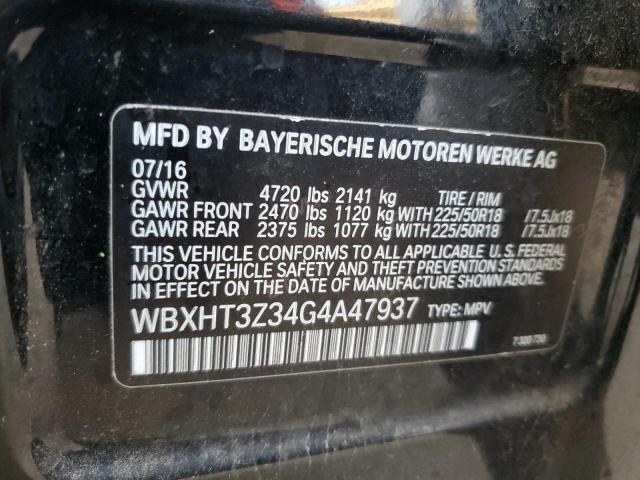 MFD BY BAYERISCHE MOTOREN WERKE AG
07/16
GVWR 4720 lbs 2141 kg TIRE / RIM
GAWR FRONT 2470 lbs 1120 kg WITH 225/50R18 /7.5Jx18
GAWR REAR 2375 lbs 1077 kg WITH 225/50R18 /7.5Jx18
THIS VEHICLE CONFORMS TO ALL APPLICABLE U. S. FEDERAL
MOTOR VEHICLE SAFETY AND THEFT PREVENTION STANDARDS
IN EFFECT ON THE DATE OF MANUFACTURE SHOWN ABOVE.
WBXHT3Z34G4A47937 TYPE: MPV